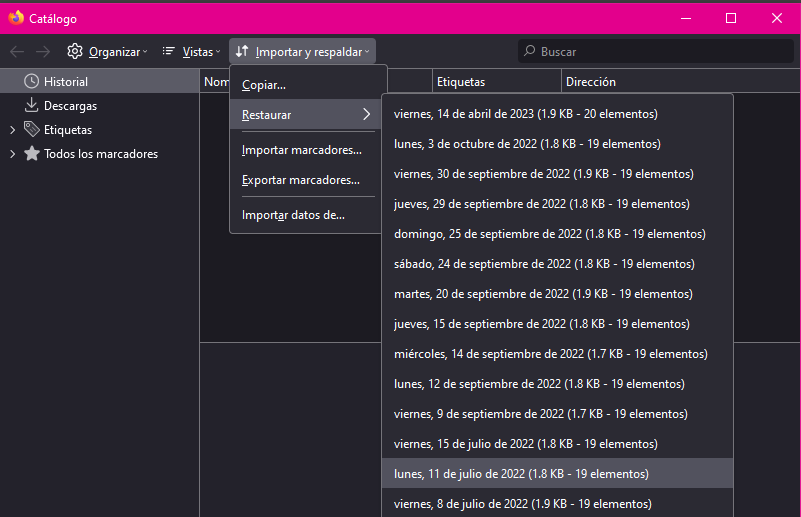 Catálogo
Organizar
Vistas
Importar y respaldar
Buscar
Historial
Descargas
Etiquetas
Todos los marcadores
Nom
Etiquetas
Dirección
Copiar...
Restaurar
Importar marcadores...
Exportar marcadores...
Importar datos de...
viernes, 14 de abril de 2023 (1.9 KB - 20 elementos)
lunes, 3 de octubre de 2022 (1.8 KB - 19 elementos)
viernes, 30 de septiembre de 2022 (1.9 KB - 19 elementos)
jueves, 29 de septiembre de 2022 (1.8 KB - 19 elementos)
domingo, 25 de septiembre de 2022 (1.8 KB - 19 elementos)
sábado, 24 de septiembre de 2022 (1.8 KB - 19 elementos)
martes, 20 de septiembre de 2022 (1.9 KB - 19 elementos)
jueves, 15 de septiembre de 2022 (1.8 KB - 19 elementos)
miércoles, 14 de septiembre de 2022 (1.7 KB - 19 elementos)
lunes, 12 de septiembre de 2022 (1.8 KB - 19 elementos)
viernes, 9 de septiembre de 2022 (1.7 KB - 19 elementos)
viernes, 15 de julio de 2022 (1.8 KB - 19 elementos)
lunes, 11 de julio de 2022 (1.8 KB - 19 elementos)
viernes, 8 de julio de 2022 (1.9 KB - 19 elementos)